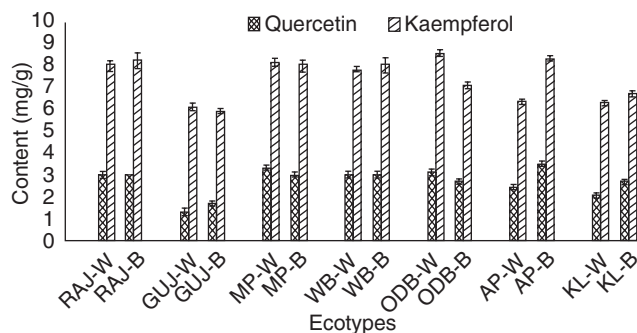 Quercetin Kaempferol
Content (mg/g)
10
9
8
7
6
5
4
3
2
1
0
RAJ-W
RAJ-B
GUJ-W
GUJ-B
MP-W
MP-B
WB-W
WB-B
ODB-W
ODB-B
AP-W
AP-B
KL-W
KL-B
Ecotypes